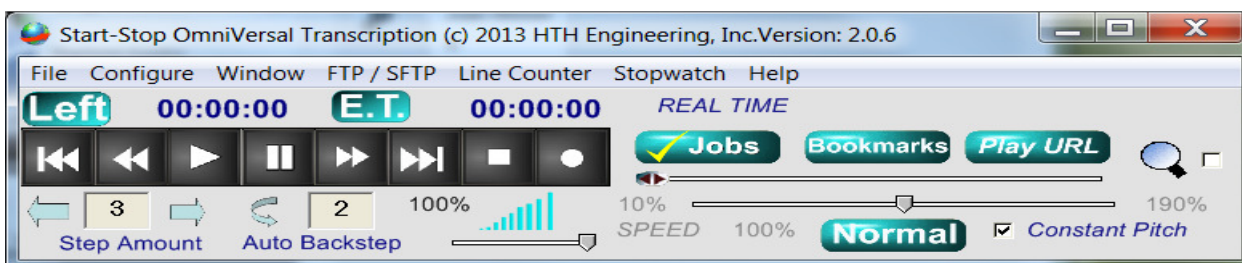 Start-Stop OmniVersal Transcription (c) 2013 HTH Engineering, Inc.Version: 2.0.6
File Configure Window FTP / SFTP Line Counter Stopwatch Help
Left 00:00:00 E.T. 00:00:00 REAL TIME
Jobs Bookmarks Play URL
3 2 100% 10% 190%
Step Amount Auto Backstep SPEED 100% Normal Constant Pitch